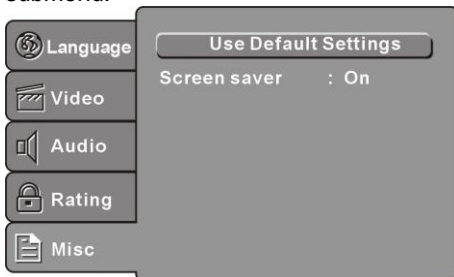 submenu.
Language
Video
Audio
Rating
Misc
Use Default Settings
Screen saver : On